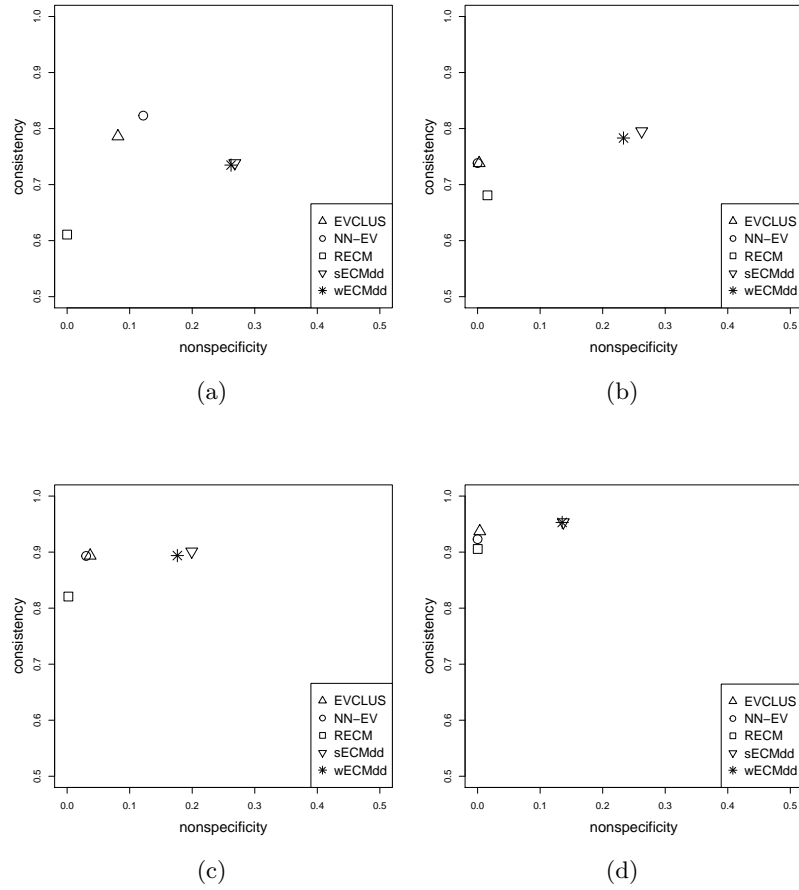 1.0
0.9
0.8
0.7
0.6
0.5
consistency
EVCLUS
NN−EV
RECM
sECMdd
wECMdd
0.0 0.1 0.2 0.3 0.4 0.5
nonspecificity
(a)
1.0
0.9
0.8
0.7
0.6
0.5
consistency
EVCLUS
NN−EV
RECM
sECMdd
wECMdd
0.0 0.1 0.2 0.3 0.4 0.5
nonspecificity
(b)
1.0
0.9
0.8
0.7
0.6
0.5
consistency
EVCLUS
NN−EV
RECM
sECMdd
wECMdd
0.0 0.1 0.2 0.3 0.4 0.5
nonspecificity
(c)
1.0
0.9
0.8
0.7
0.6
0.5
consistency
EVCLUS
NN−EV
RECM
sECMdd
wECMdd
0.0 0.1 0.2 0.3 0.4 0.5
nonspecificity
(d)